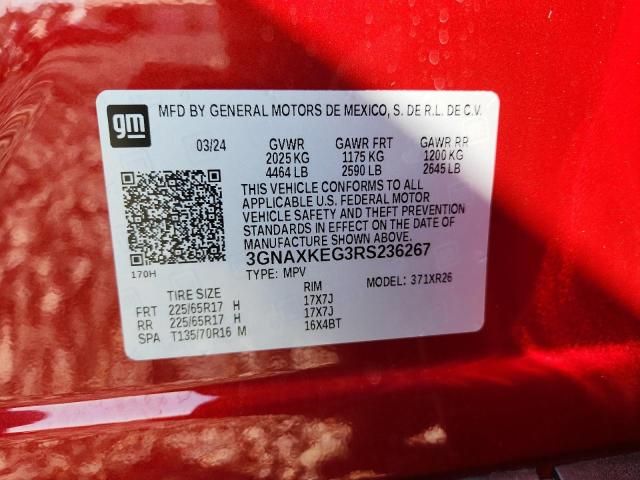 gm
MFD BY GENERAL MOTORS DE MEXICO, S. DE R.L. DE C.V.
03/24 GVWR GAWR FRT GAWR RR
2025 KG 1175 KG 1200 KG
4464 LB 2590 LB 2645 LB
THIS VEHICLE CONFORMS TO ALL
APPLICABLE U.S. FEDERAL MOTOR
VEHICLE SAFETY AND THEFT PREVENTION
STANDARDS IN EFFECT ON THE DATE OF
MANUFACTURE SHOWN ABOVE.
170H
3GNAXKEG3RS236267
TYPE: MPV MODEL: 371XR26
TIRE SIZE RIM
FRT 225/65R17 H 17X7J
RR 225/65R17 H 17X7J
SPA T135/70R16 M 16X4BT